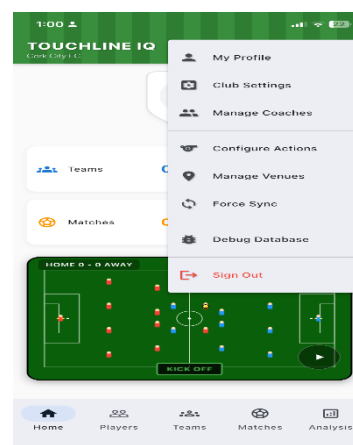 1:00
22
TOUCHLINE IQ
Cork City FC
My Profile
Club Settings
Manage Coaches
Configure Actions
Manage Venues
Force Sync
Debug Database
Sign Out
Teams
Matches
HOME 0 - 0 AWAY
KICK OFF
Home
Players
Teams
Matches
Analysis